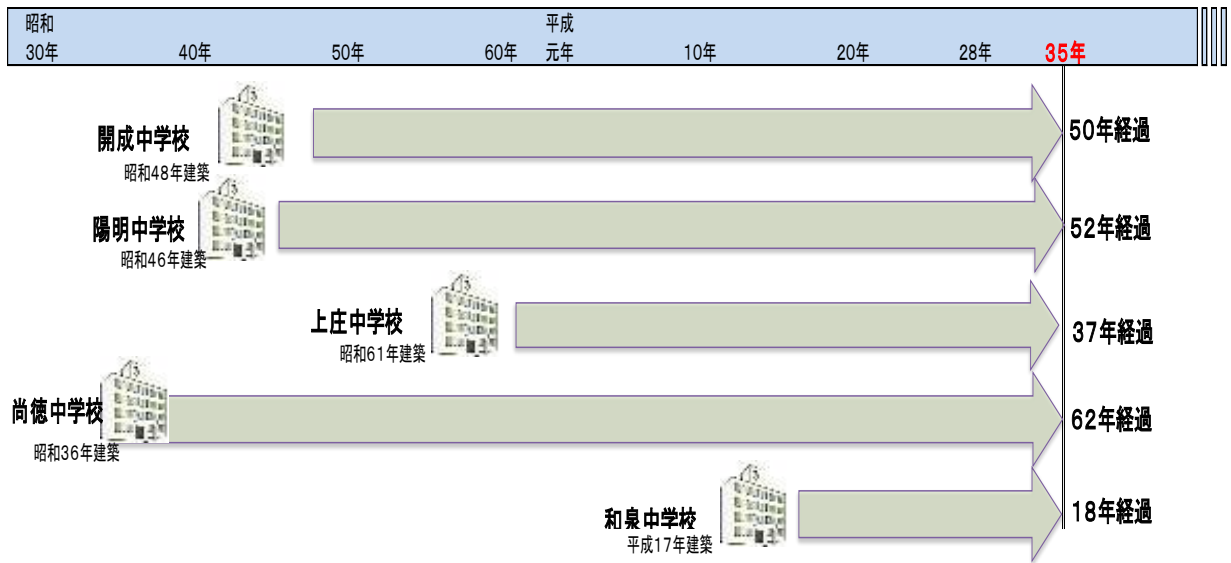 昭和 平成
30年 40年 50年 60年 元年 10年 20年 28年 35年
開成中学校
昭和48年建築
50年経過
陽明中学校
昭和46年建築
52年経過
上庄中学校
昭和61年建築
37年経過
尚徳中学校
昭和36年建築
62年経過
和泉中学校
平成17年建築
18年経過